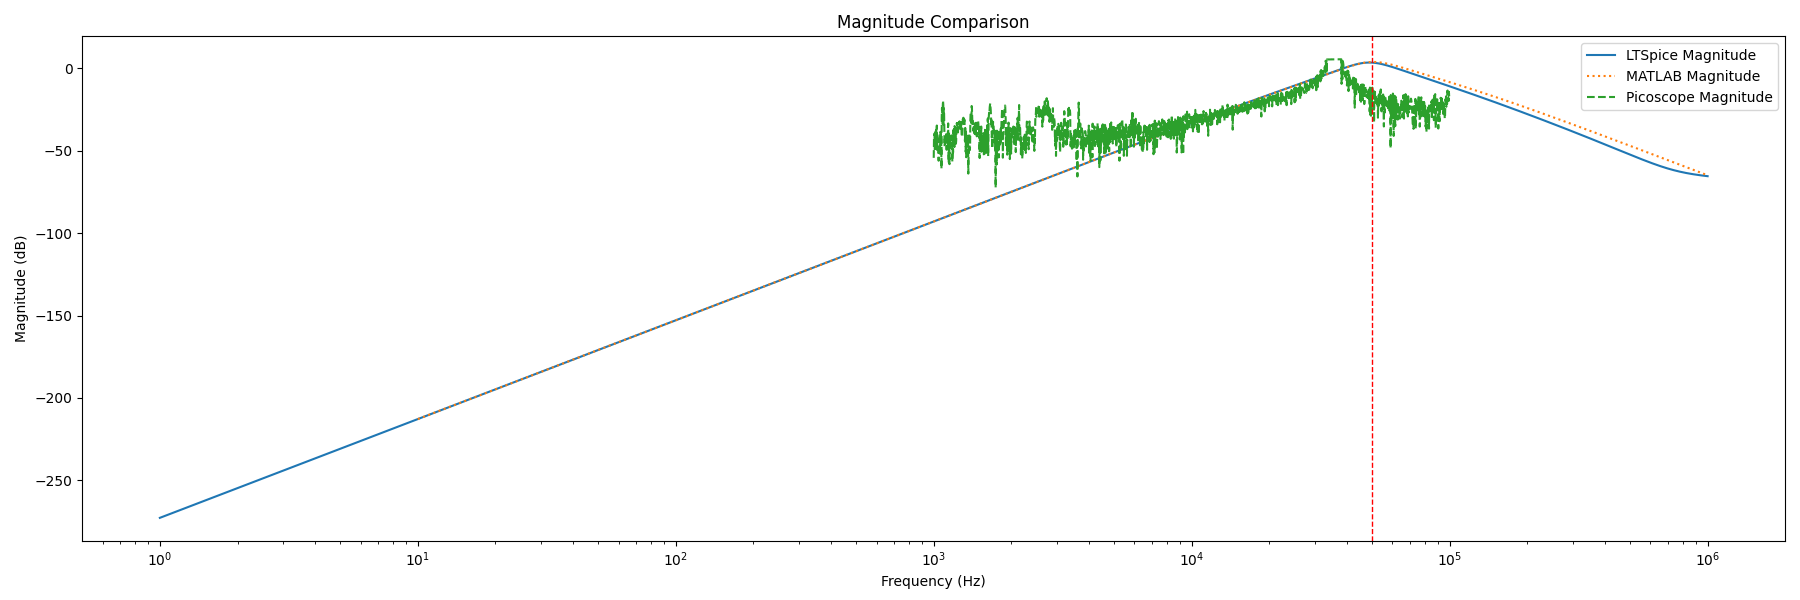 Magnitude Comparison
LTSpice Magnitude
MATLAB Magnitude
Picoscope Magnitude
Magnitude (dB)
0
−50
−100
−150
−200
−250
10⁰ 10¹ 10² 10³ 10⁴ 10⁵ 10⁶
Frequency (Hz)